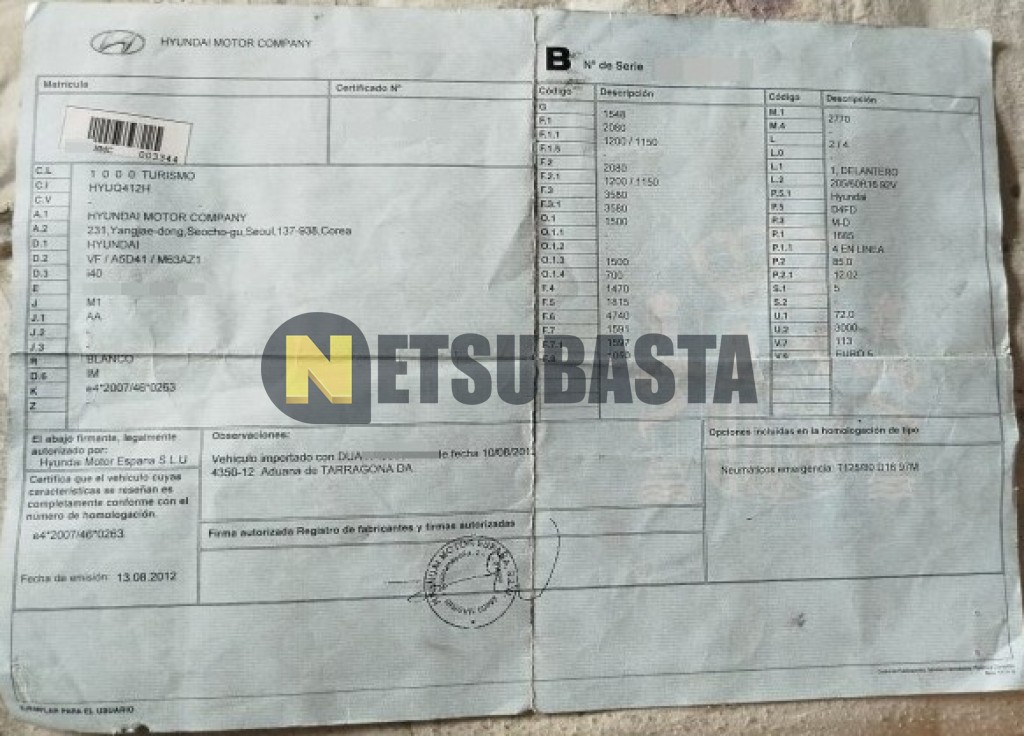 HYUNDAI MOTOR COMPANY
B Nº de Serie
Matrícula
Certificado Nº
003344
C.L 1 0 0 0 TURISMO
C.I HYUQ412H
C.V -
A.1 HYUNDAI MOTOR COMPANY
A.2 231,Yangjae-dong,Seocho-gu,Seoul,137-938,Corea
D.1 HYUNDAI
D.2 VF / A5D41 / M63AZ1
D.3 i40
E
J M1
J.1 AA
J.2 -
J.3 -
R BLANCO
D.6 IM
K e4*2007/46*0263
Z -
Código Descripción
G 1548
F.1 2080
F.1.1 1200 / 1150
F.1.5 -
F.2 2080
F.2.1 1200 / 1150
F.3 3580
F.3.1 3580
O.1 1500
O.1.1 -
O.1.2 -
O.1.3 1500
O.1.4 700
F.4 1470
F.5 1815
F.6 4740
F.7 1591
F.7.1 1597
Código Descripción
M.1 2770
M.4 -
L 2 / 4
L.0 -
L.1 1, DELANTERO
L.2 205/60R16 92V
P.5.1 Hyundai
P.5 D4FD
P.3 M-D
P.1 1685
P.1.1 4 EN LINEA
P.2 85.0
P.2.1 12.02
S.1 5
S.2 -
U.1 72.0
U.2 3000
V.7 113
EURO 5
NETSUBASTA
El abajo firmante, legalmente
autorizado por:
Hyundai Motor Espana S L U
Certifica que el vehículo cuyas
características se reseñan es
completamente conforme con el
número de homologación.
e4*2007/46*0263
Fecha de emisión: 13.08.2012
Observaciones:
Vehiculo importado con DUA de fecha 10/08/201
4350-12 Aduana de TARRAGONA DA
Firma autorizada Registro de fabricantes y firmas autorizadas
HYUNDAI MOTOR ESPAÑA
Opciones incluidas en la homologación de tipo
Neumáticos emergencia: T125/80 D16 97M
EJEMPLAR PARA EL USUARIO